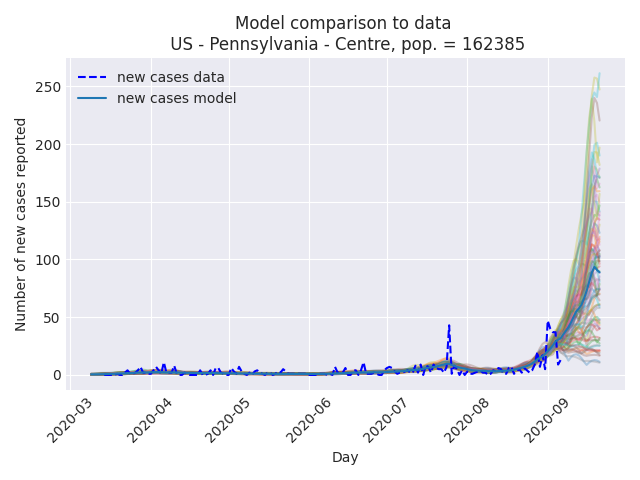 Model comparison to data
US - Pennsylvania - Centre, pop. = 162385
new cases data
new cases model
Number of new cases reported
250
200
150
100
50
0
2020-03
2020-04
2020-05
2020-06
2020-07
2020-08
2020-09
Day